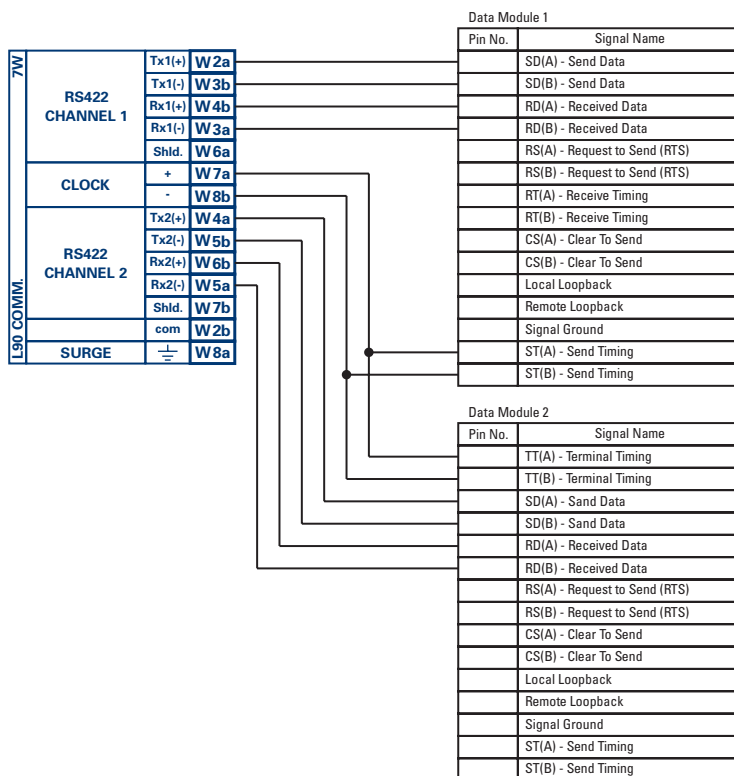 Data Module 1
Pin No. Signal Name
SD(A) - Send Data
SD(B) - Send Data
RD(A) - Received Data
RD(B) - Received Data
RS(A) - Request to Send (RTS)
RS(B) - Request to Send (RTS)
RT(A) - Receive Timing
RT(B) - Receive Timing
CS(A) - Clear To Send
CS(B) - Clear To Send
Local Loopback
Remote Loopback
Signal Ground
ST(A) - Send Timing
ST(B) - Send Timing
7W
L90 COMM.
RS422
CHANNEL 1
Tx1(+) W2a
Tx1(-) W3b
Rx1(+) W4b
Rx1(-) W3a
Shld. W6a
CLOCK
+ W7a
- W8b
RS422
CHANNEL 2
Tx2(+) W4a
Tx2(-) W5b
Rx2(+) W6b
Rx2(-) W5a
Shld. W7b
com W2b
SURGE W8a
Data Module 2
Pin No. Signal Name
TT(A) - Terminal Timing
TT(B) - Terminal Timing
SD(A) - Sand Data
SD(B) - Sand Data
RD(A) - Received Data
RD(B) - Received Data
RS(A) - Request to Send (RTS)
RS(B) - Request to Send (RTS)
CS(A) - Clear To Send
CS(B) - Clear To Send
Local Loopback
Remote Loopback
Signal Ground
ST(A) - Send Timing
ST(B) - Send Timing